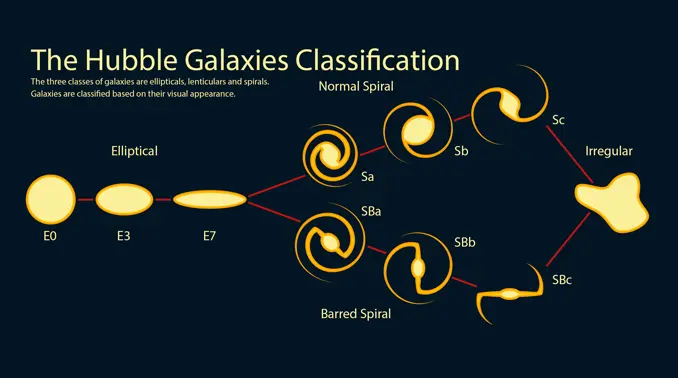 The Hubble Galaxies Classification
The three classes of galaxies are ellipticals, lenticulars and spirals.
Galaxies are classified based on their visual appearance.
Normal Spiral
Sc
Elliptical
Sb
Irregular
Sa
SBa
E0
E3
E7
SBb
SBc
Barred Spiral